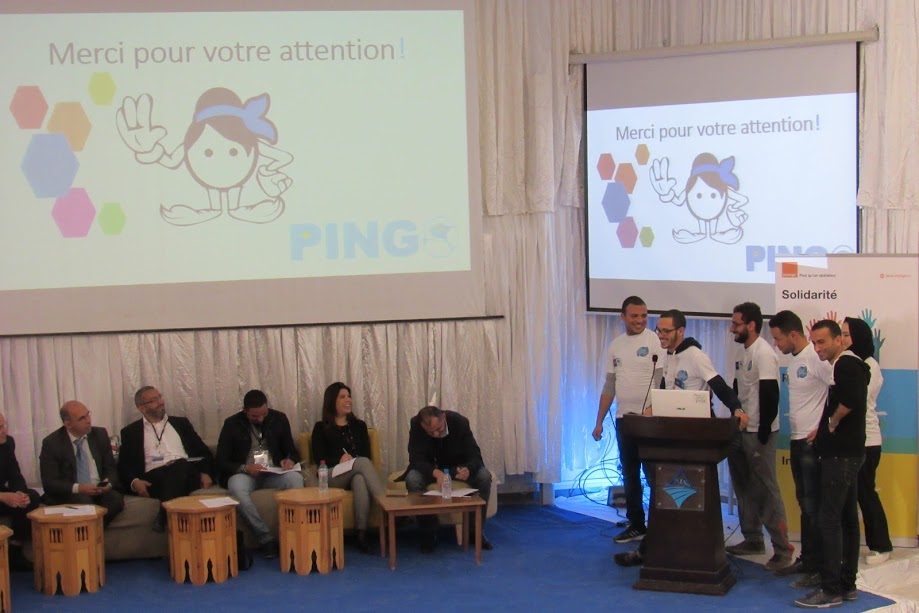 Merci pour votre attention!
PINGO
Merci pour votre attention!
PINGO
Solidarité